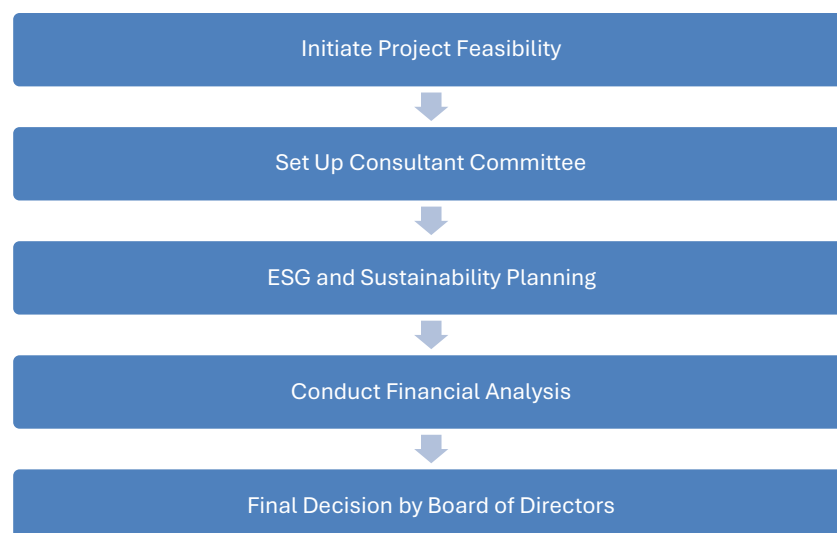 Initiate Project Feasibility
Set Up Consultant Committee
ESG and Sustainability Planning
Conduct Financial Analysis
Final Decision by Board of Directors